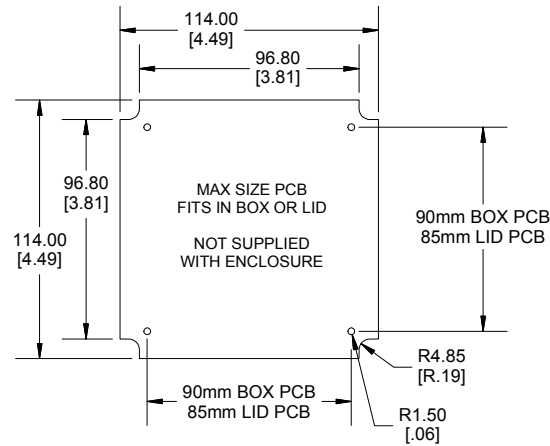 114.00
[4.49]
96.80
[3.81]
96.80
[3.81]
114.00
[4.49]
MAX SIZE PCB
FITS IN BOX OR LID
NOT SUPPLIED
WITH ENCLOSURE
90mm BOX PCB
85mm LID PCB
90mm BOX PCB
85mm LID PCB
R4.85
[R.19]
R1.50
[.06]